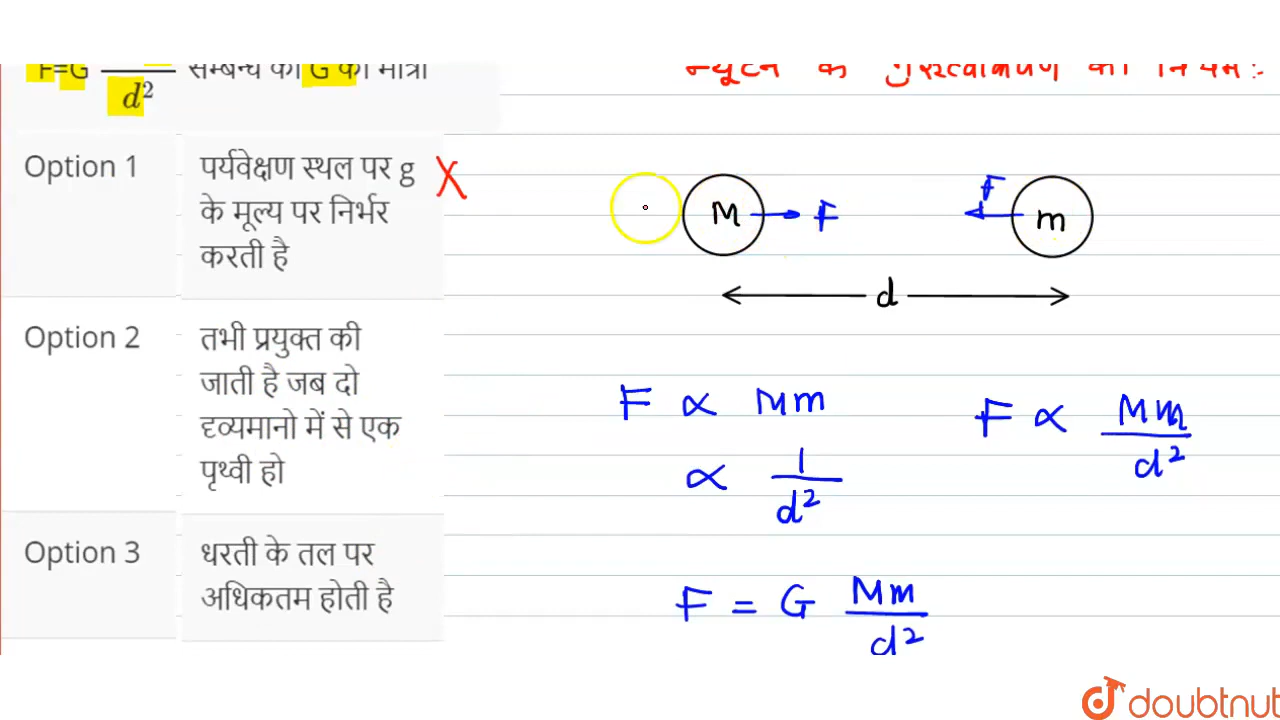 F=G
d²
सम्बन्ध को G की मात्रा
न्यूटन के गुरुत्वाकर्षण का नियम :
Option 1
पर्यवेक्षण स्थल पर g
के मूल्य पर निर्भर
करती है
X
Option 2
तभी प्रयुक्त की
जाती है जब दो
दृव्यमानो में से एक
पृथ्वी हो
Option 3
धरती के तल पर
अधिकतम होती है
M
F
F
m
d
F ∝ Mm
∝ 1/d²
F ∝ Mm/d²
F = G Mm/d²
doubtnut